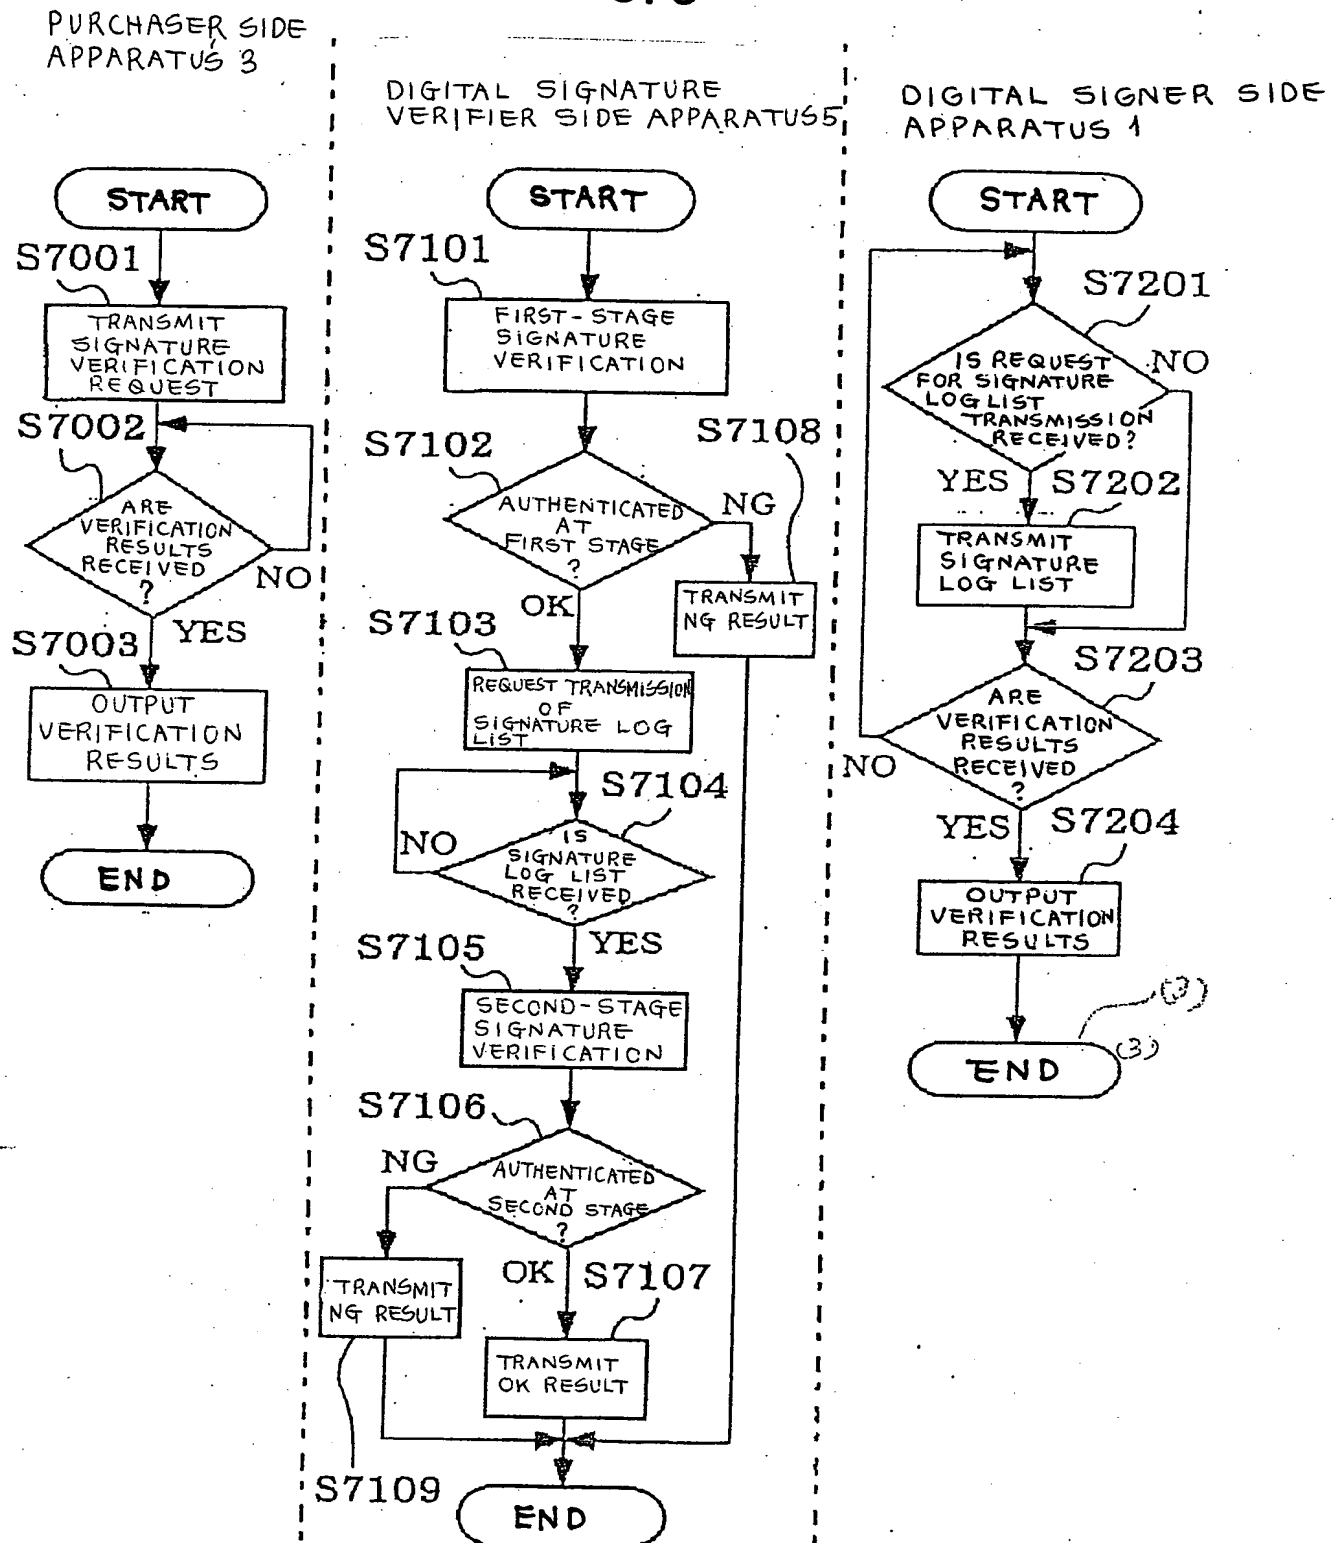 PURCHASER SIDE
APPARATUS 3
START
S7001
TRANSMIT
SIGNATURE
VERIFICATION
REQUEST
S7002
ARE
VERIFICATION
RESULTS
RECEIVED
?
NO
YES
S7003
OUTPUT
VERIFICATION
RESULTS
END
DIGITAL SIGNATURE
VERIFIER SIDE APPARATUS5
START
S7101
FIRST-STAGE
SIGNATURE
VERIFICATION
S7102
AUTHENTICATED
AT
FIRST STAGE
?
NG
S7108
TRANSMIT
NG RESULT
OK
S7103
REQUEST TRANSMISSION
OF
SIGNATURE LOG
LIST
S7104
NO
IS
SIGNATURE
LOG LIST
RECEIVED
?
YES
S7105
SECOND-STAGE
SIGNATURE
VERIFICATION
S7106
NG
AUTHENTICATED
AT
SECOND STAGE
?
OK
S7107
TRANSMIT
NG RESULT
TRANSMIT
OK RESULT
S7109
END
DIGITAL SIGNER SIDE
APPARATUS 1
START
S7201
IS REQUEST
FOR SIGNATURE
LOG LIST
TRANSMISSION
RECEIVED?
NO
YES
S7202
TRANSMIT
SIGNATURE
LOG LIST
S7203
ARE
VERIFICATION
RESULTS
RECEIVED
?
NO
YES
S7204
OUTPUT
VERIFICATION
RESULTS
(3)
(3)
END